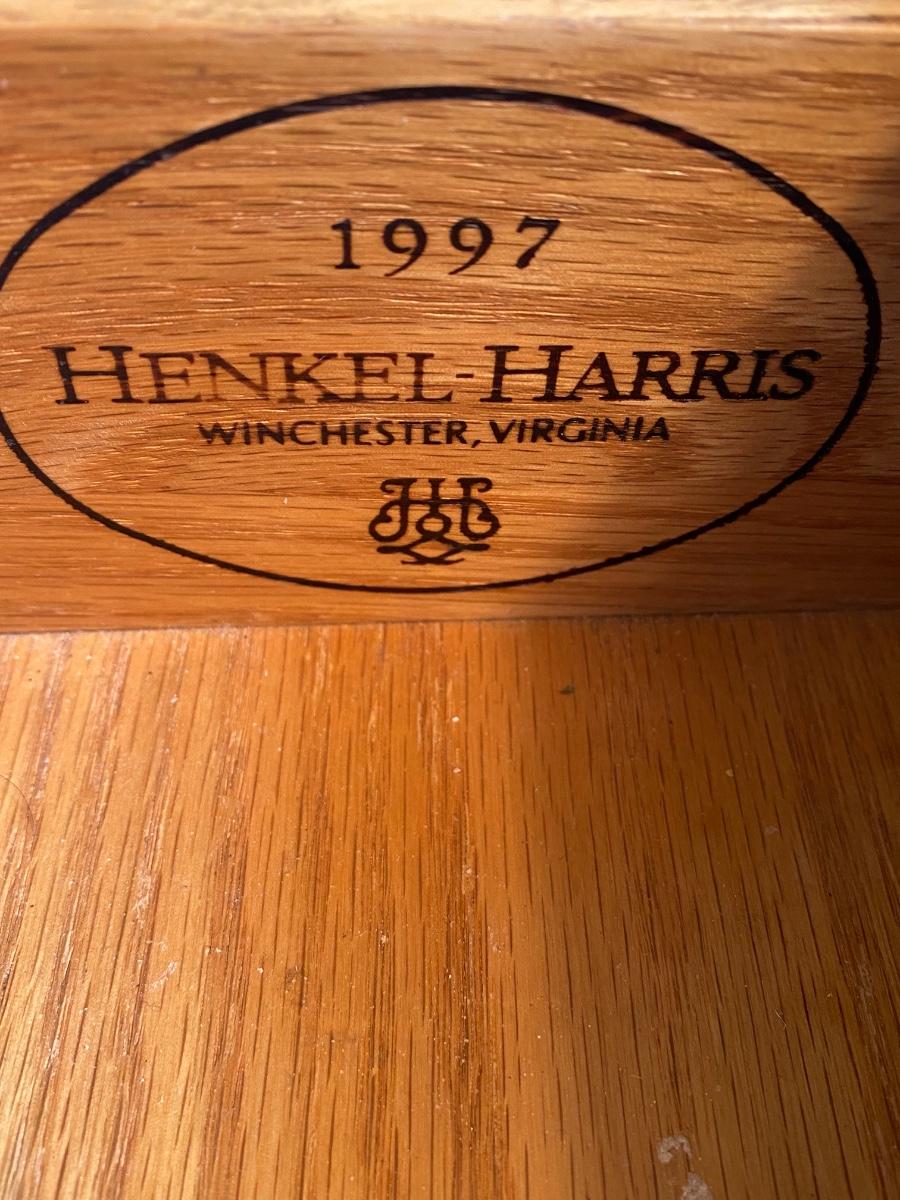 1997
HENKEL-HARRIS
WINCHESTER, VIRGINIA